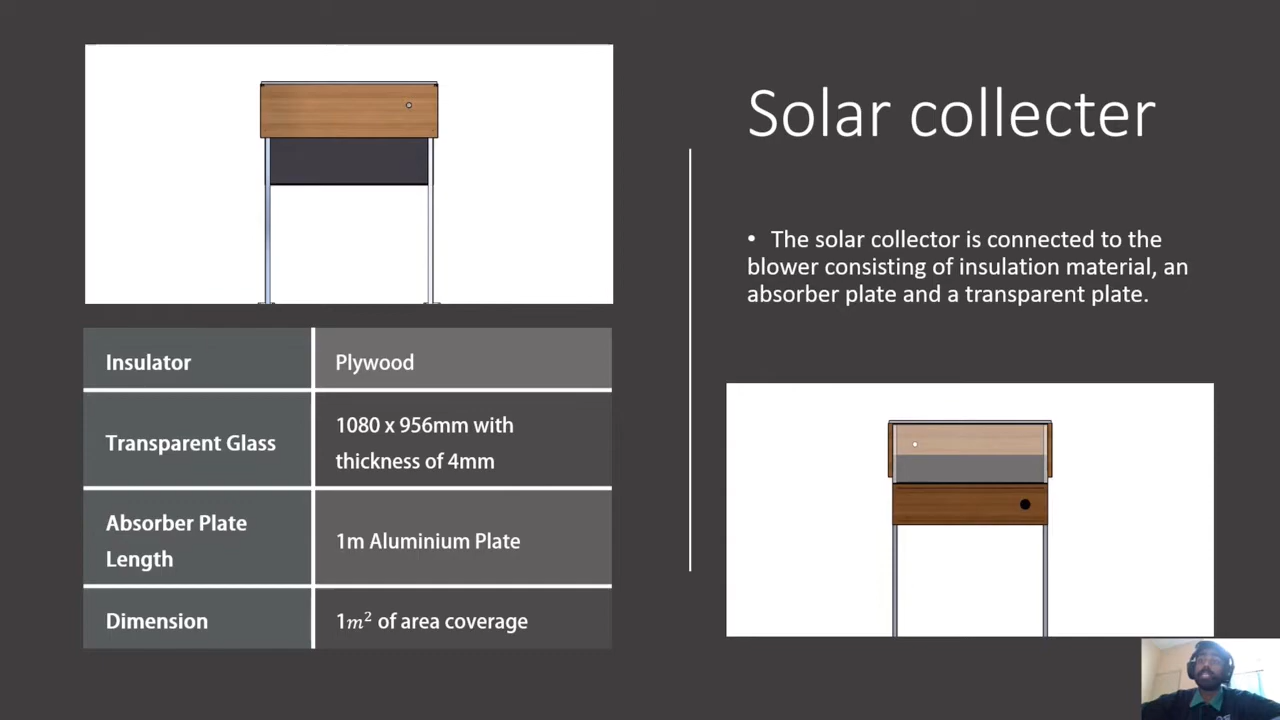 Solar collecter
• The solar collector is connected to the
blower consisting of insulation material, an
absorber plate and a transparent plate.
Insulator Plywood
Transparent Glass 1080 x 956mm with
thickness of 4mm
Absorber Plate
Length 1m Aluminium Plate
Dimension 1m² of area coverage